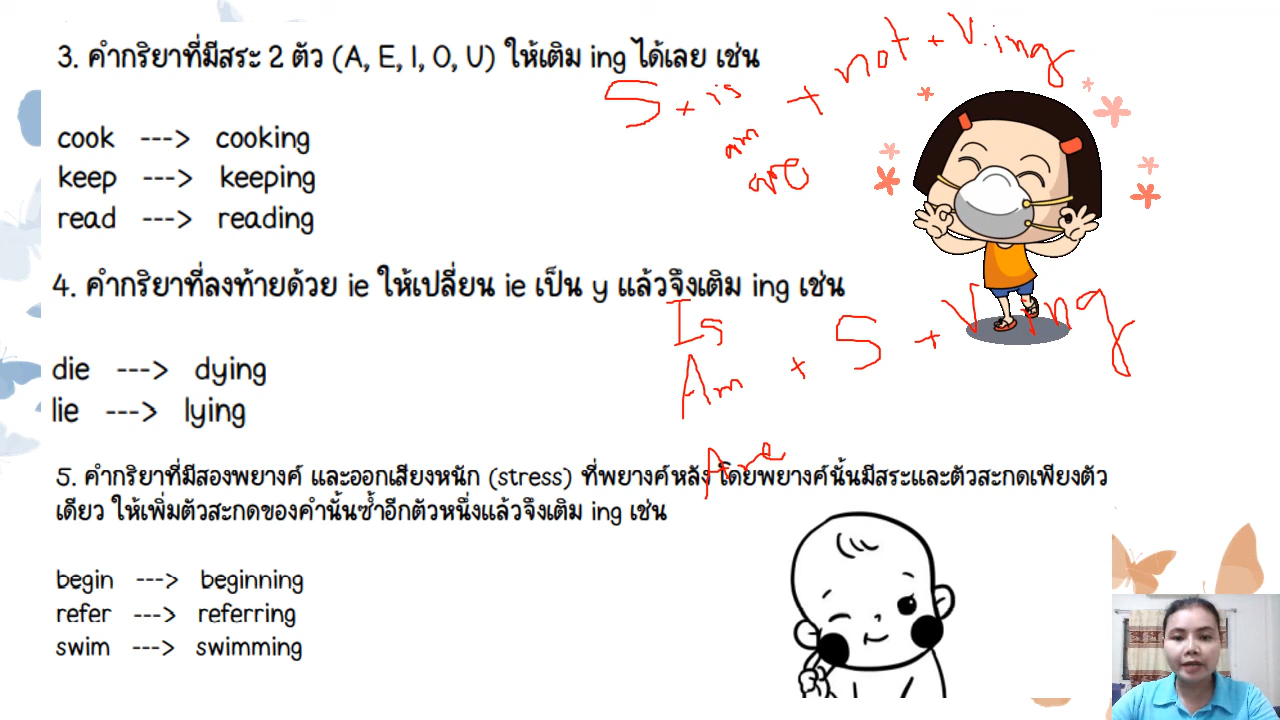 3. คำกริยาที่มีสระ 2 ตัว (A, E, I, O, U) ให้เติม ing ได้เลย เช่น
S + is + not + V.ing
am
are
cook ---> cooking
keep ---> keeping
read ---> reading
4. คำกริยาที่ลงท้ายด้วย ie ให้เปลี่ยน ie เป็น y แล้วจึงเติม ing เช่น
Is
Am + S + V ing
Are
die ---> dying
lie ---> lying
5. คำกริยาที่มีสองพยางค์ และออกเสียงหนัก (stress) ที่พยางค์หลัง โดยพยางค์นั้นมีสระและตัวสะกดเพียงตัว
เดียว ให้เพิ่มตัวสะกดของคำนั้นซ้ำอีกตัวหนึ่งแล้วจึงเติม ing เช่น
begin ---> beginning
refer ---> referring
swim ---> swimming